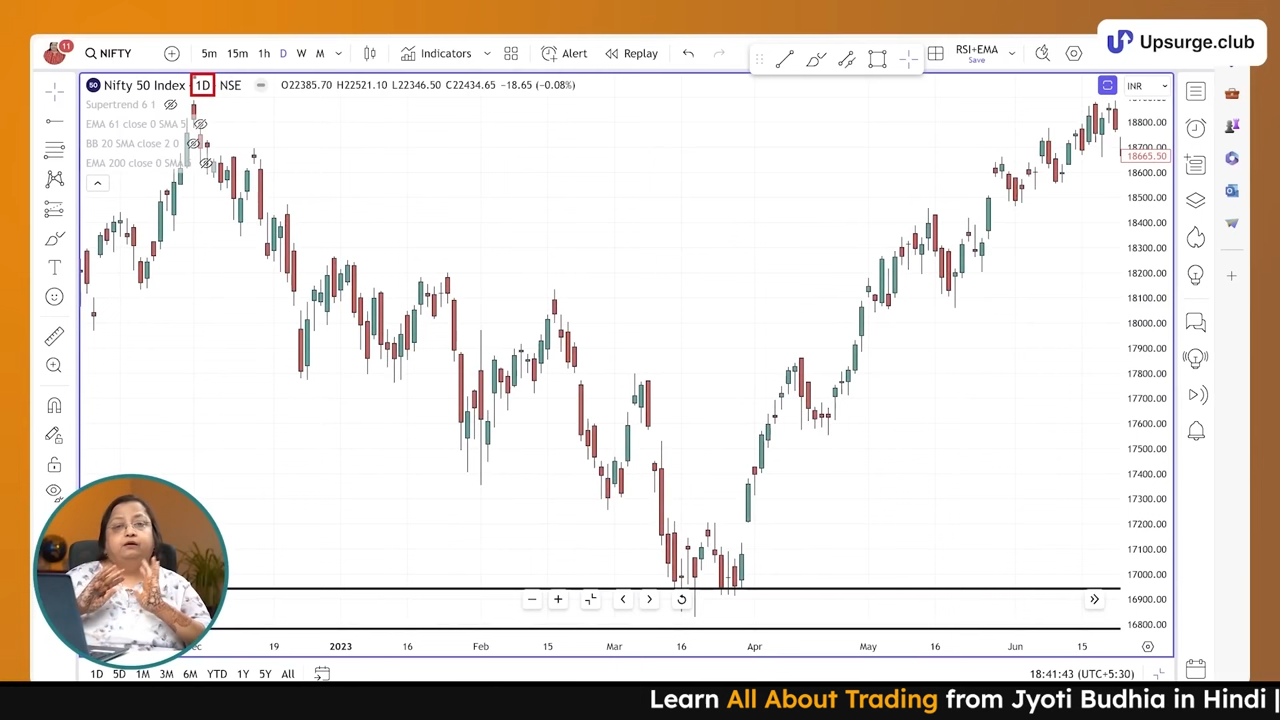 Upsurge.club
11
NIFTY
5m 15m 1h D W M
Indicators
Alert
Replay
RSI+EMA
Save
50 Nifty 50 Index 1D NSE O22385.70 H22521.10 L22346.50 C22434.65 −18.65 (−0.08%)
INR
Supertrend 6 1
EMA 61 close 0 SMA 5
BB 20 SMA close 2 0
EMA 200 close 0 SMA
18800.00
18700.00
18665.50
18600.00
18500.00
18400.00
18300.00
18200.00
18100.00
18000.00
17900.00
17800.00
17700.00
17600.00
17500.00
17400.00
17300.00
17200.00
17100.00
17000.00
16900.00
16800.00
19 2023 16 Feb 15 Mar 16 Apr May 16 Jun 15
1D 5D 1M 3M 6M YTD 1Y 5Y All
18:41:43 (UTC+5:30)
Learn All About Trading from Jyoti Budhia in Hindi |